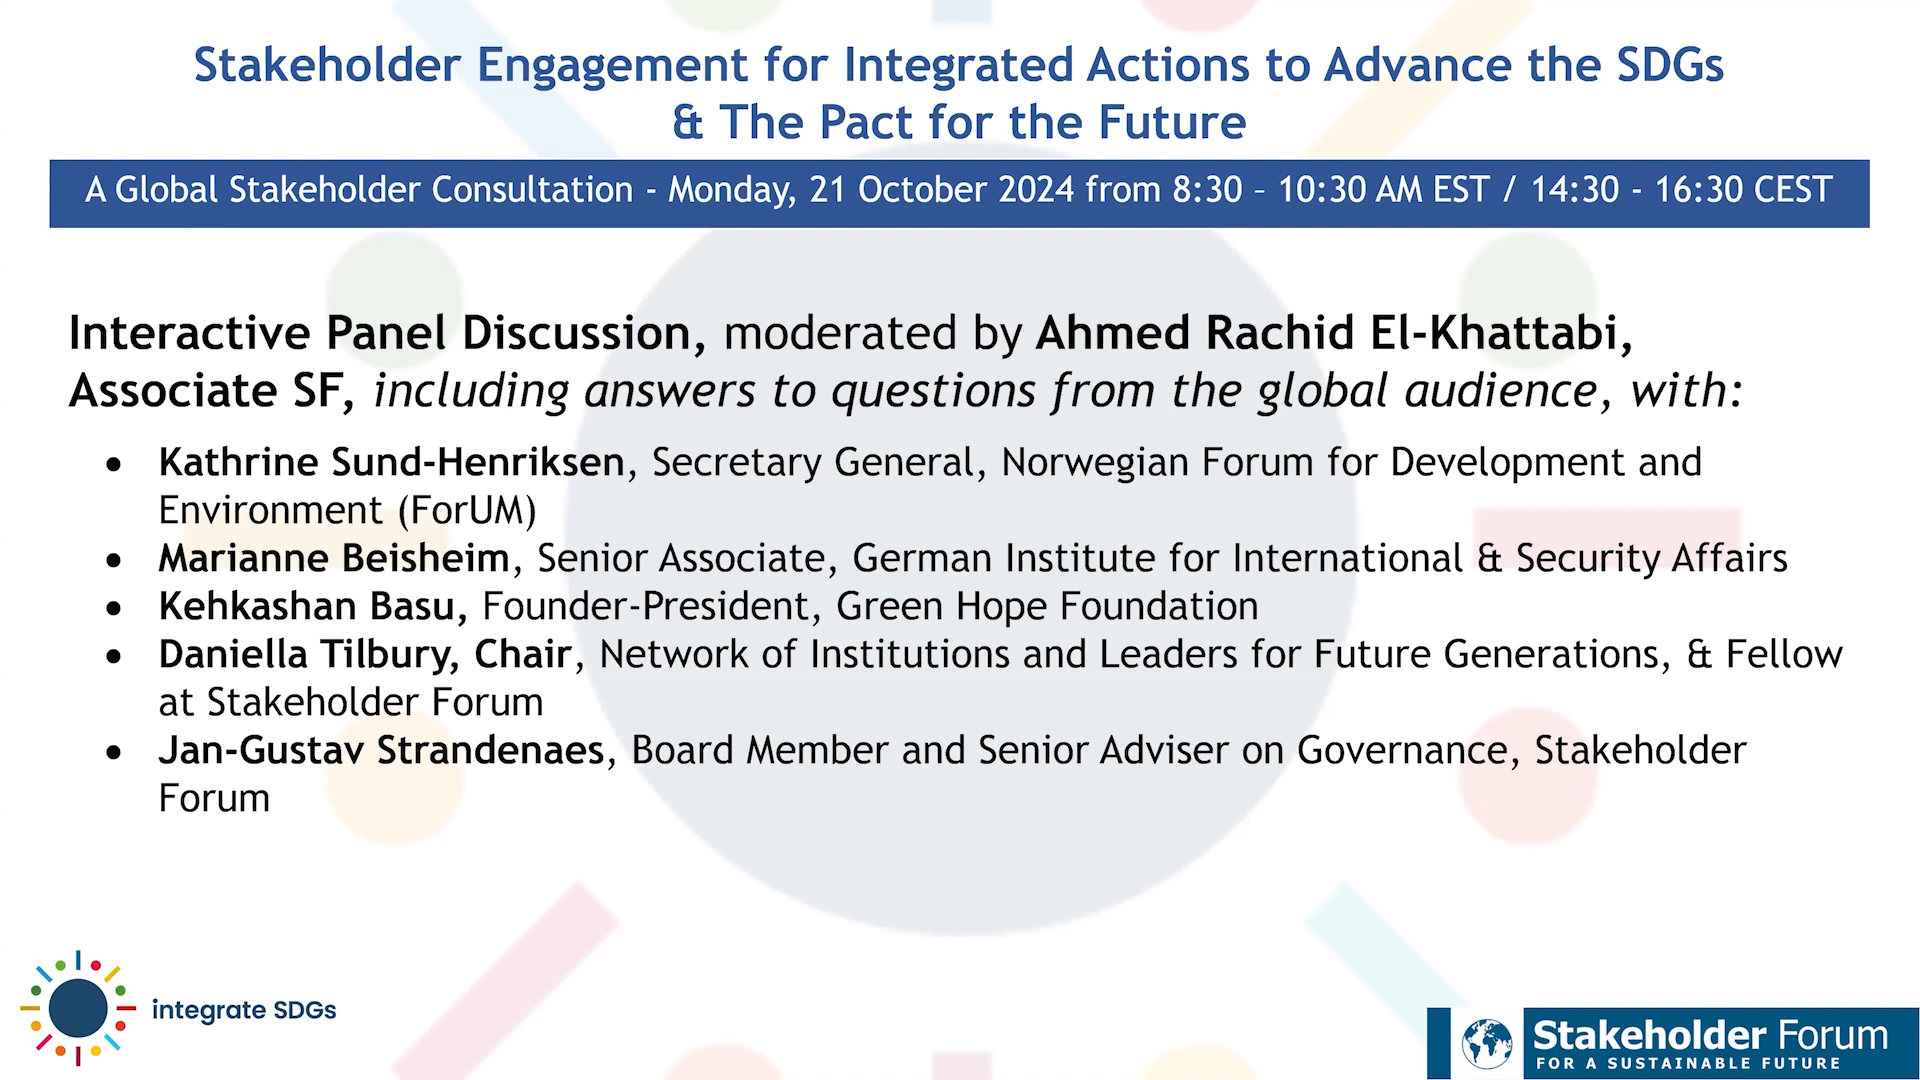 Stakeholder Engagement for Integrated Actions to Advance the SDGs
& The Pact for the Future
A Global Stakeholder Consultation - Monday, 21 October 2024 from 8:30 – 10:30 AM EST / 14:30 - 16:30 CEST
Interactive Panel Discussion, moderated by Ahmed Rachid El-Khattabi,
Associate SF, including answers to questions from the global audience, with:
• Kathrine Sund-Henriksen, Secretary General, Norwegian Forum for Development and
Environment (ForUM)
• Marianne Beisheim, Senior Associate, German Institute for International & Security Affairs
• Kehkashan Basu, Founder-President, Green Hope Foundation
• Daniella Tilbury, Chair, Network of Institutions and Leaders for Future Generations, & Fellow
at Stakeholder Forum
• Jan-Gustav Strandenaes, Board Member and Senior Adviser on Governance, Stakeholder
Forum
integrate SDGs
Stakeholder Forum
FOR A SUSTAINABLE FUTURE